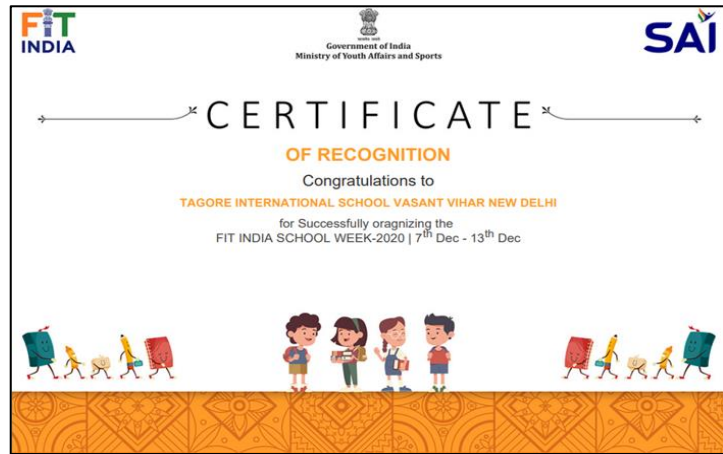 FIT
INDIA
Government of India
Ministry of Youth Affairs and Sports
SAI
CERTIFICATE
OF RECOGNITION
Congratulations to
TAGORE INTERNATIONAL SCHOOL VASANT VIHAR NEW DELHI
for Successfully oragnizing the
FIT INDIA SCHOOL WEEK-2020 | 7th Dec - 13th Dec